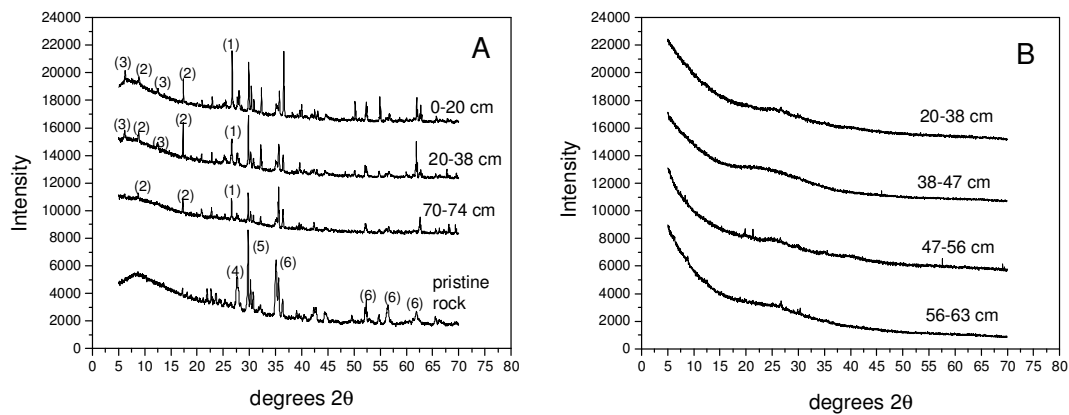 A
24000
22000
20000
18000
16000
14000
12000
10000
8000
6000
4000
2000
0
Intensity
(3) (2) (3) (2) (1)
0-20 cm
(3) (2) (3) (2) (1)
20-38 cm
(2) (2) (1)
70-74 cm
(4) (5) (6) (6) (6) (6)
pristine
rock
0 5 10 15 20 25 30 35 40 45 50 55 60 65 70 75 80
degrees 2θ
B
24000
22000
20000
18000
16000
14000
12000
10000
8000
6000
4000
2000
0
Intensity
20-38 cm
38-47 cm
47-56 cm
56-63 cm
0 5 10 15 20 25 30 35 40 45 50 55 60 65 70 75 80
degrees 2θ